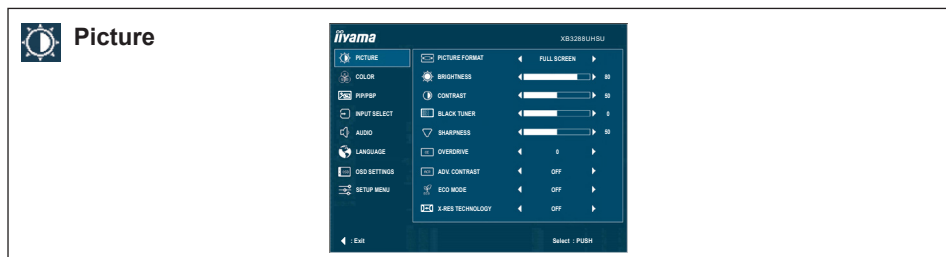 Picture
iiyama XB3288UHSU
PICTURE PICTURE FORMAT FULL SCREEN
COLOR BRIGHTNESS 80
PIP/PBP CONTRAST 50
INPUT SELECT BLACK TUNER 0
AUDIO SHARPNESS 50
LANGUAGE OVERDRIVE 0
OSD SETTINGS ADV. CONTRAST OFF
SETUP MENU ECO MODE OFF
X-RES TECHNOLOGY OFF
: Exit Select : PUSH